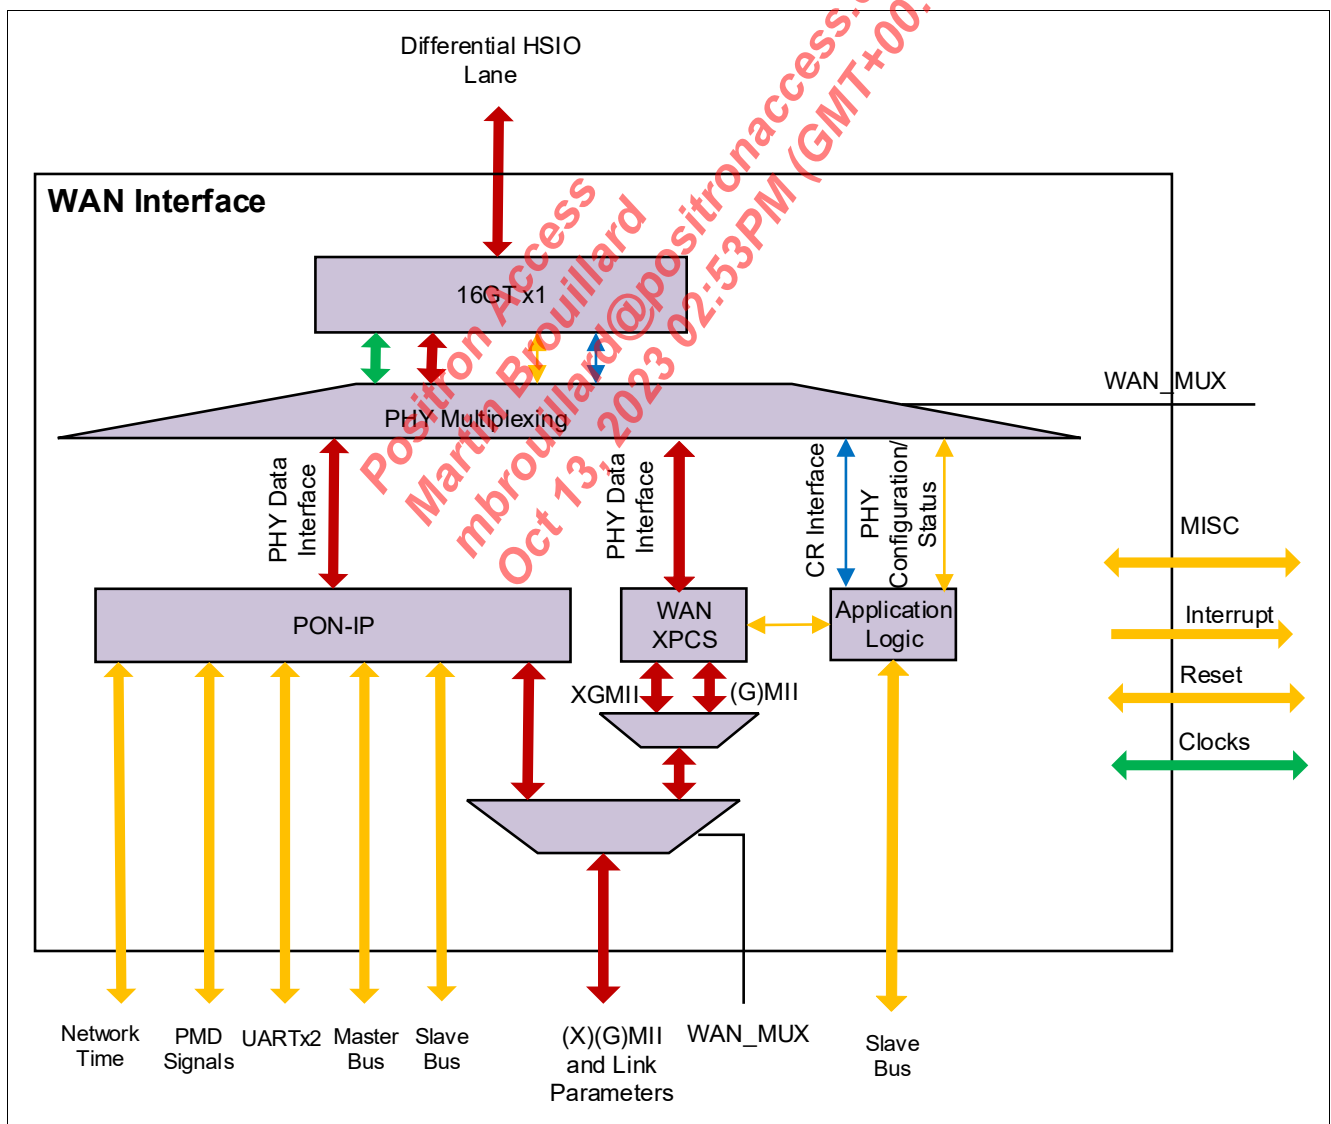 Differential HSIO
Lane
WAN Interface
16GT x1
PHY Multiplexing
WAN_MUX
PHY Data
Interface
PHY Data
Interface
CR Interface
PHY
Configuration/
Status
MISC
Interrupt
Reset
Clocks
PON-IP
WAN
XPCS
Application
Logic
XGMII
(G)MII
Network
Time
PMD
Signals
UARTx2
Master
Bus
Slave
Bus
(X)(G)MII
and Link
Parameters
WAN_MUX
Slave
Bus
Positron Access
Martin Brouillard
mbrouillard@positronaccess.
Oct 13, 2023 02:53PM (GMT+00: